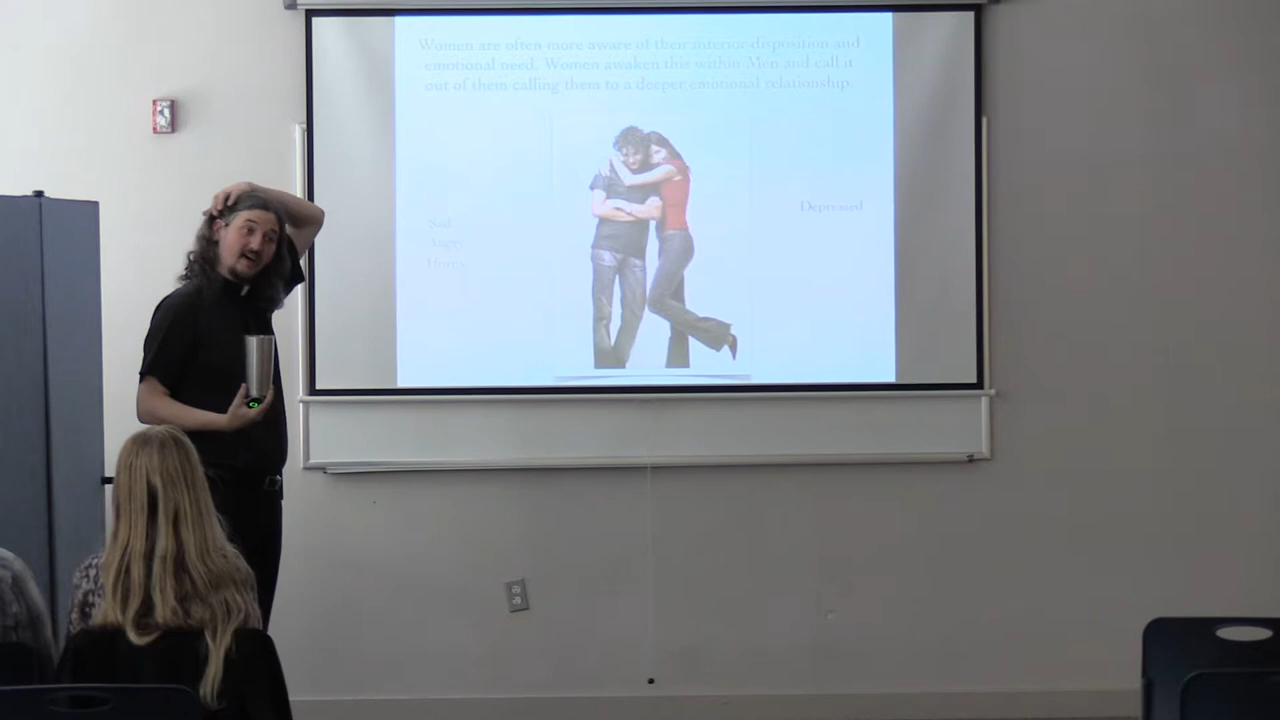 Women are often more aware of their interior disposition and
emotional need. Women awaken this within Men and call it
out of them calling them to a deeper emotional relationship.
Depressed
Sad
Angry
Horny